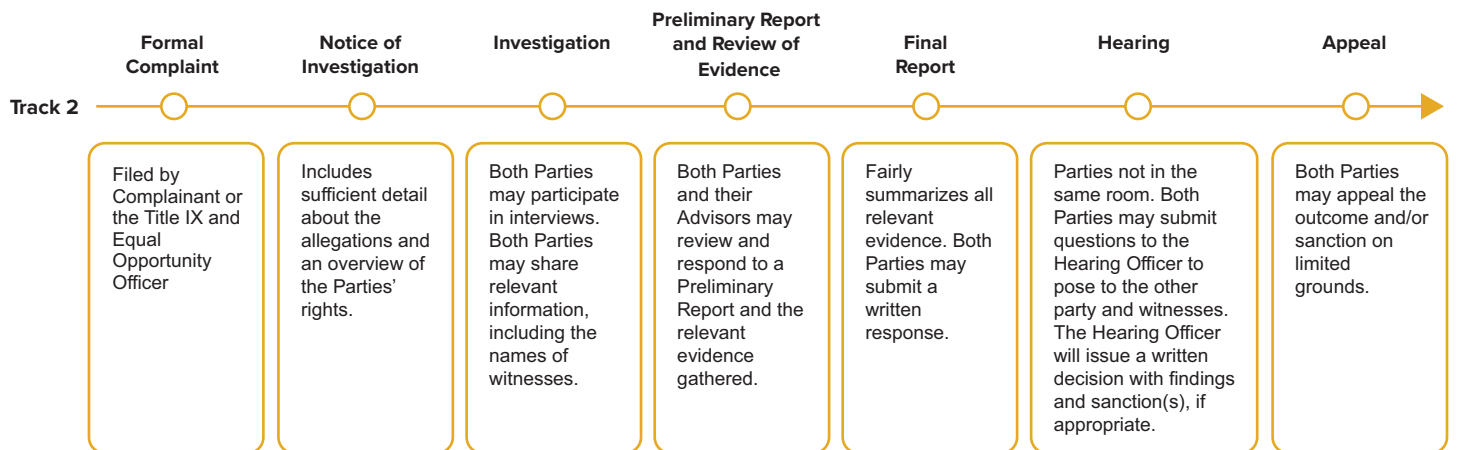 Formal
Complaint
Notice of
Investigation
Investigation
Preliminary Report
and Review of
Evidence
Final
Report
Hearing
Appeal
Track 2
Filed by
Complainant or
the Title IX and
Equal
Opportunity
Officer
Includes
sufficient detail
about the
allegations and
an overview of
the Parties’
rights.
Both Parties
may participate
in interviews.
Both Parties
may share
relevant
information,
including the
names of
witnesses.
Both Parties
and their
Advisors may
review and
respond to a
Preliminary
Report and the
relevant
evidence
gathered.
Fairly
summarizes all
relevant
evidence. Both
Parties may
submit a
written
response.
Parties not in the
same room. Both
Parties may submit
questions to the
Hearing Officer to
pose to the other
party and witnesses.
The Hearing Officer
will issue a written
decision with findings
and sanction(s), if
appropriate.
Both Parties
may appeal the
outcome and/or
sanction on
limited
grounds.